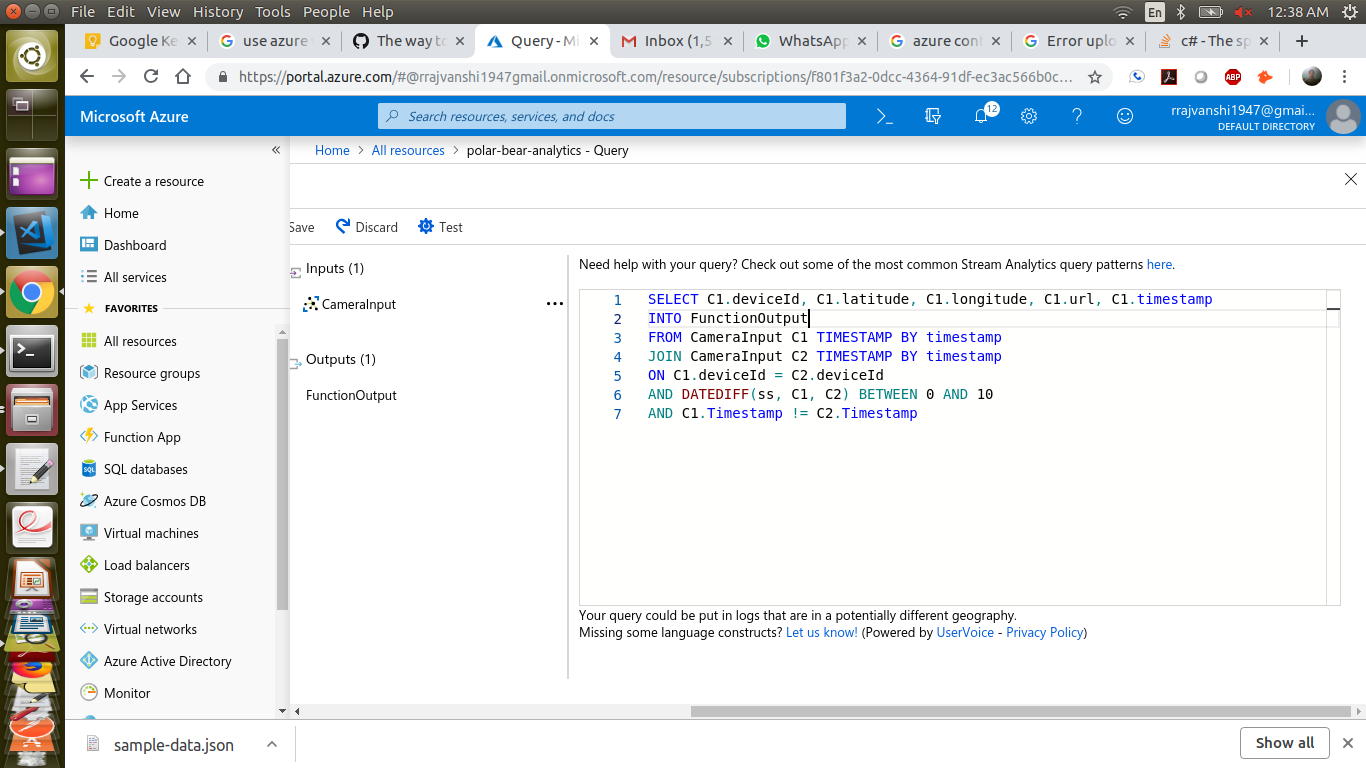 File Edit View History Tools People Help
En
12:38 AM
Google Ke
use azure
The way to
Query - Mi
Inbox (1,5
WhatsApp
azure con
Error uplo
c# - The sp
https://portal.azure.com/#@rrajvanshi1947gmail.onmicrosoft.com/resource/subscriptions/f801f3a2-0dcc-4364-91df-ec3ac566b0c...
ABP
Microsoft Azure
Search resources, services, and docs
12
rrajvanshi1947@gmai...
DEFAULT DIRECTORY
Home > All resources > polar-bear-analytics - Query
Create a resource
Home
Dashboard
All services
FAVORITES
All resources
Resource groups
App Services
Function App
SQL databases
Azure Cosmos DB
Virtual machines
Load balancers
Storage accounts
Virtual networks
Azure Active Directory
Monitor
Save
Discard
Test
Inputs (1)
CameraInput
Outputs (1)
FunctionOutput
Need help with your query? Check out some of the most common Stream Analytics query patterns here.
1 SELECT C1.deviceId, C1.latitude, C1.longitude, C1.url, C1.timestamp
2 INTO FunctionOutput
3 FROM CameraInput C1 TIMESTAMP BY timestamp
4 JOIN CameraInput C2 TIMESTAMP BY timestamp
5 ON C1.deviceId = C2.deviceId
6 AND DATEDIFF(ss, C1, C2) BETWEEN 0 AND 10
7 AND C1.Timestamp != C2.Timestamp
Your query could be put in logs that are in a potentially different geography.
Missing some language constructs? Let us know! (Powered by UserVoice - Privacy Policy)
sample-data.json
Show all